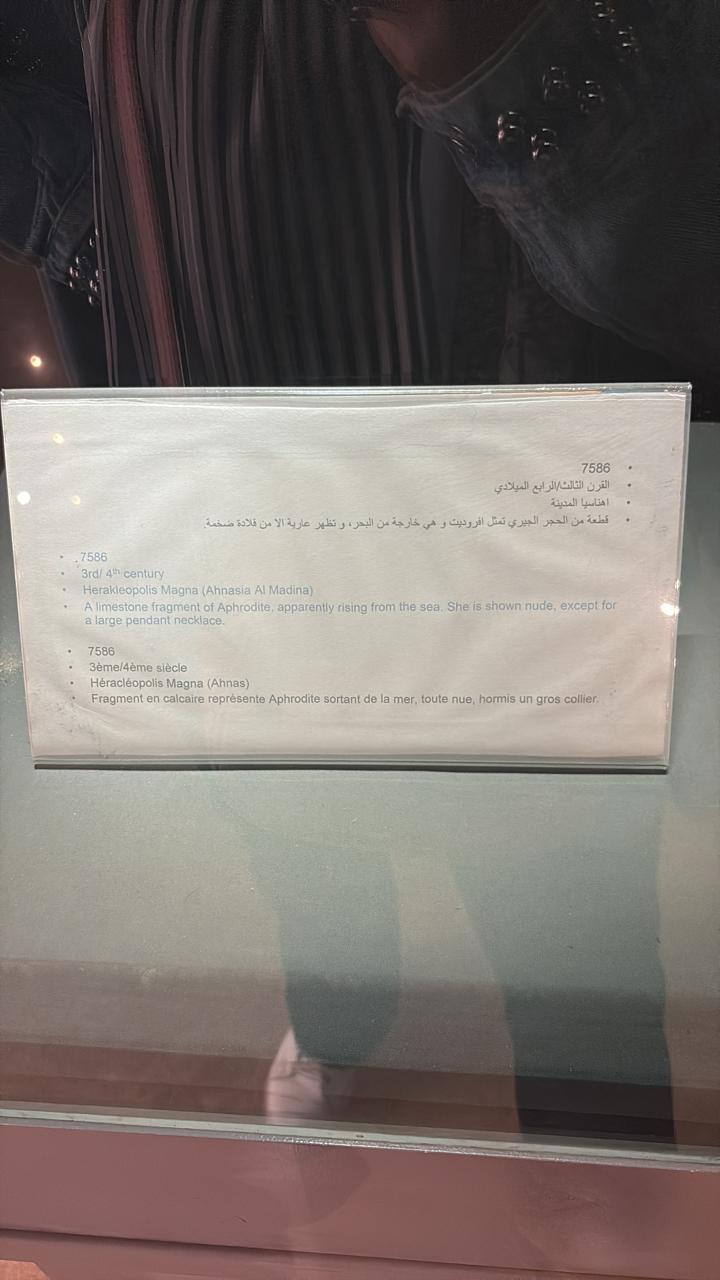 7586
القرن الثالث/الرابع الميلادي
اهناسيا المدينة
قطعة من الحجر الجيري تمثل افروديت و هي خارجة من البحر، و تظهر عارية الا من قلادة ضخمة.
7586
3rd/ 4th century
Herakleopolis Magna (Ahnasia Al Madina)
A limestone fragment of Aphrodite, apparently rising from the sea. She is shown nude, except for
a large pendant necklace.
7586
3ème/4ème siècle
Héracléopolis Magna (Ahnas)
Fragment en calcaire représente Aphrodite sortant de la mer, toute nue, hormis un gros collier.